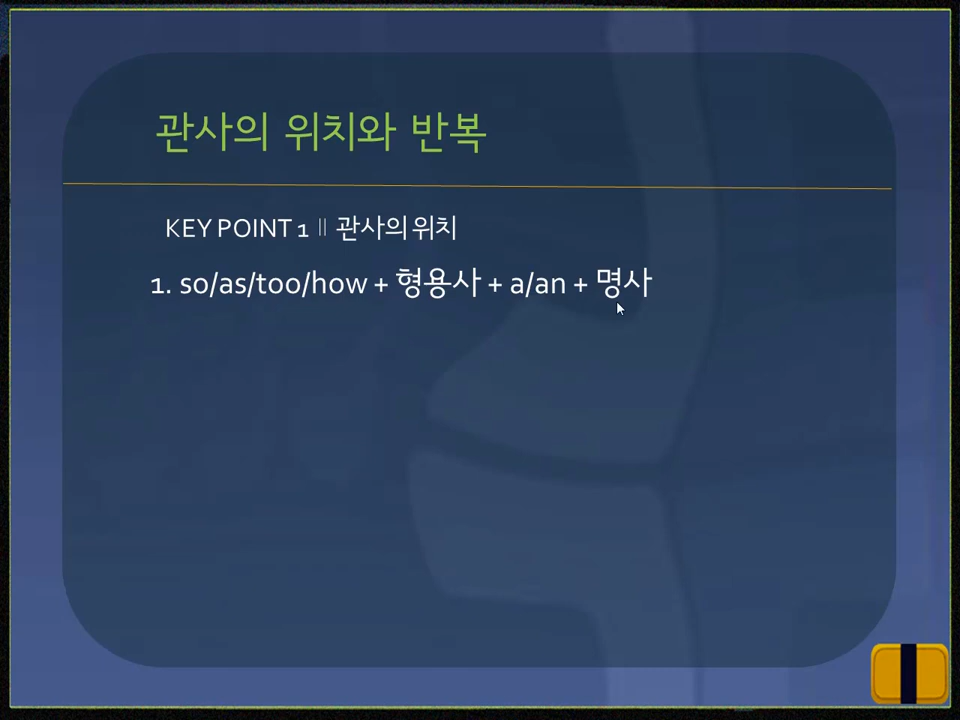 관사의 위치와 반복
KEY POINT 1 || 관사의 위치
1. so/as/too/how + 형용사 + a/an + 명사